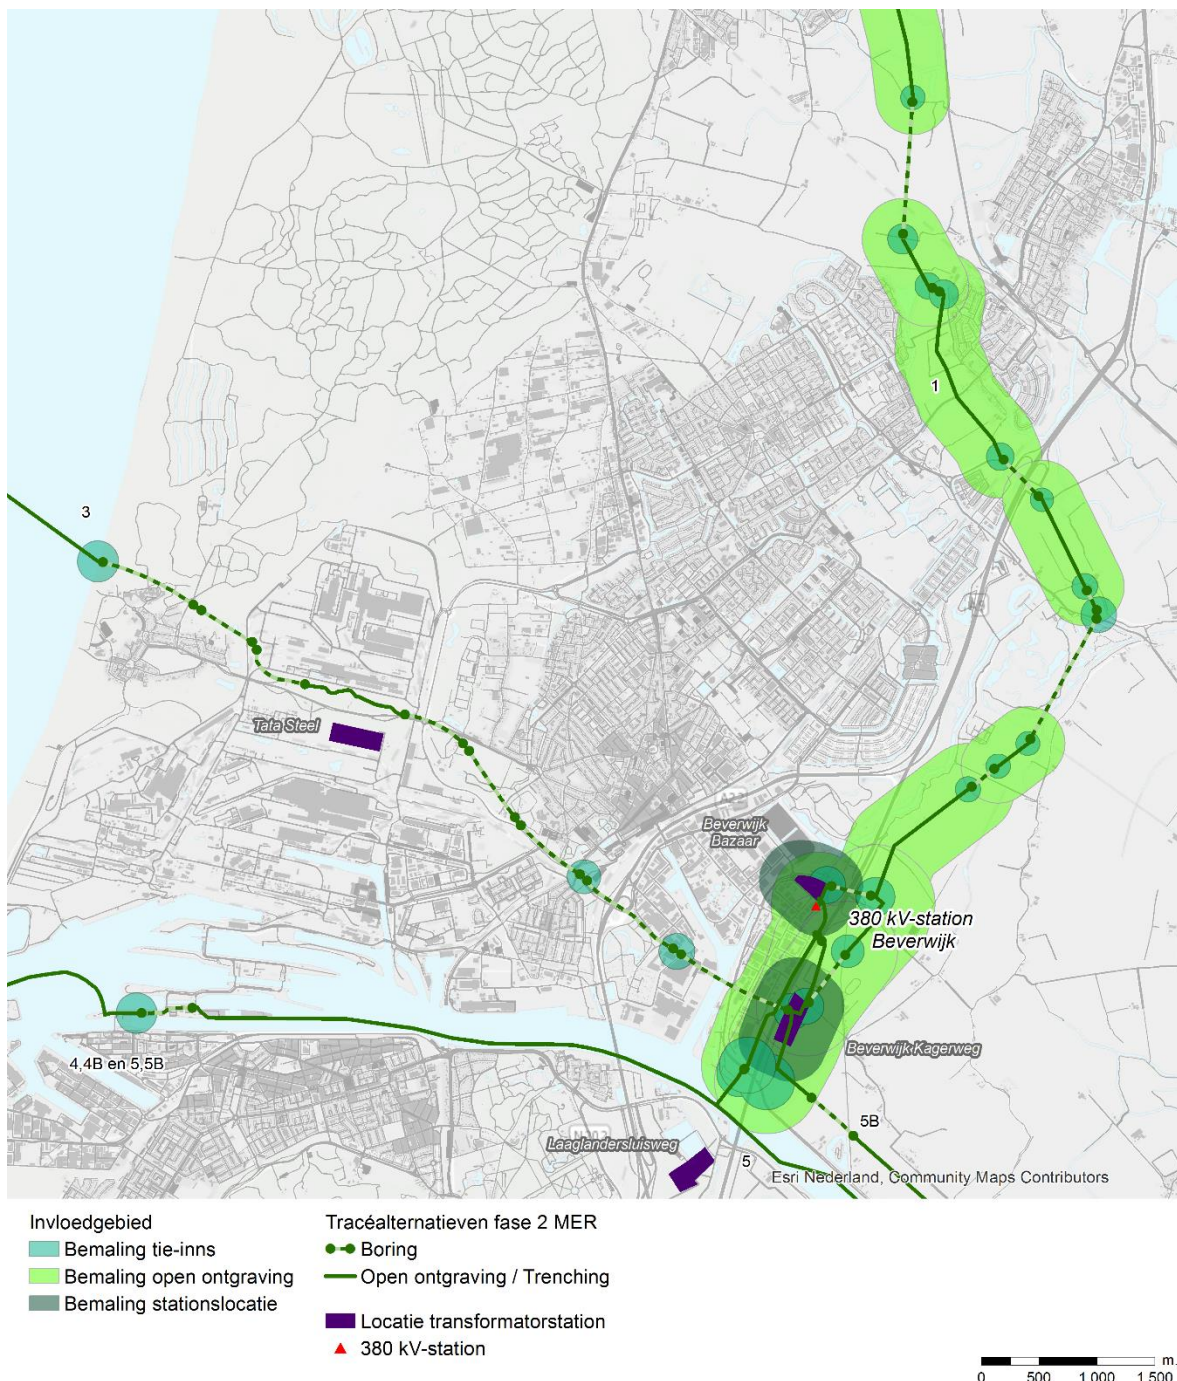 1
3
Tata Steel
A22
Beverwijk
Bazaar
380 kV-station
Beverwijk
Beverwijk Kagerweg
4,4B en 5,5B
5B
Laaglandersluisweg
5
Esri Nederland, Community Maps Contributors
Invloedgebied
Bemaling tie-inns
Bemaling open ontgraving
Bemaling stationslocatie
Tracéalternatieven fase 2 MER
Boring
Open ontgraving / Trenching
Locatie transformatorstation
380 kV-station
m.
0 500 1.000 1.500